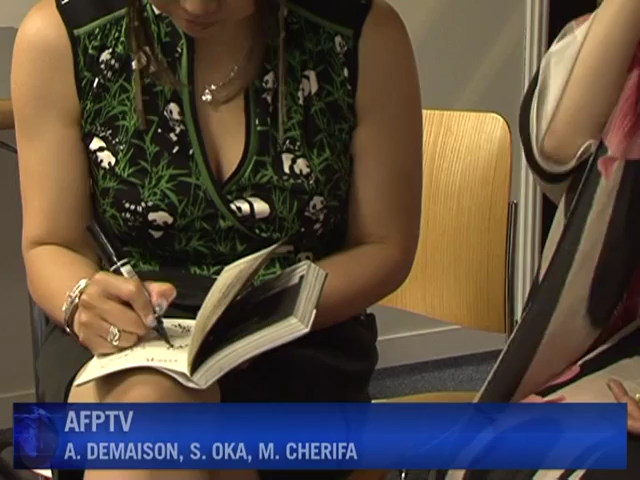 AFPTV
A. DEMAISON, S. OKA, M. CHERIFA